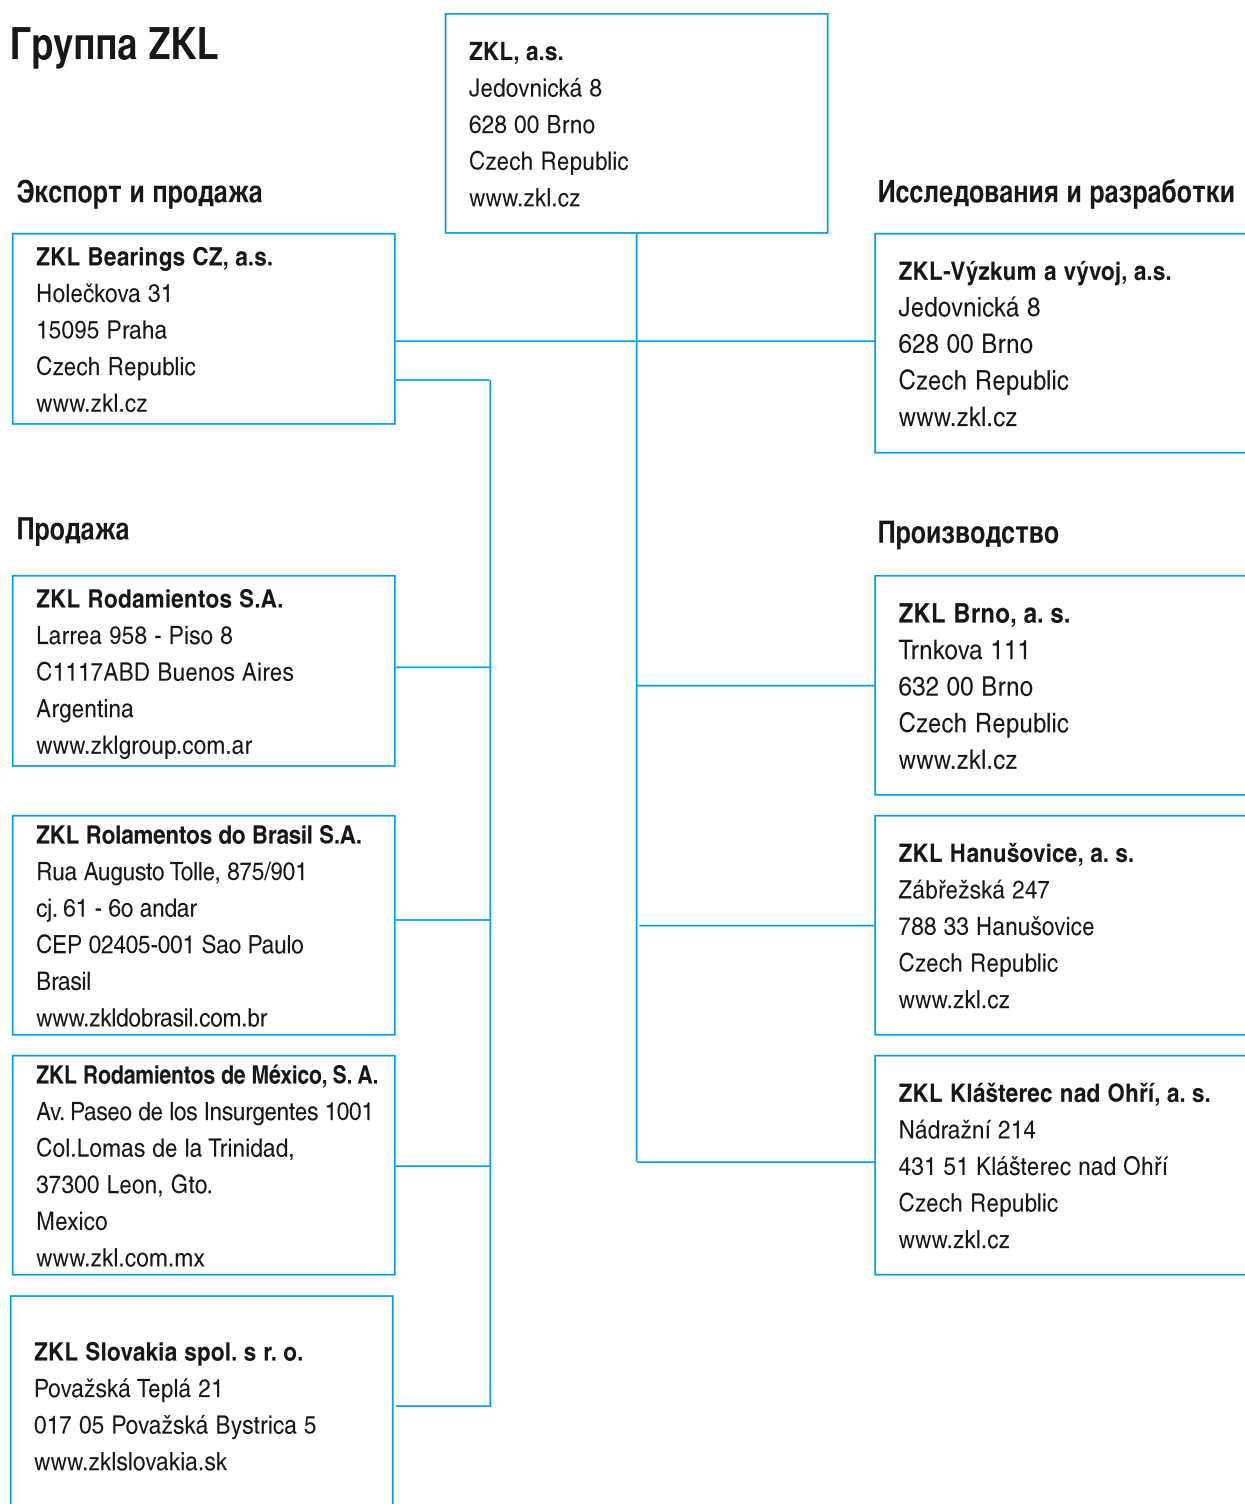 Группа ZKL
ZKL, a.s.
Jedovnická 8
628 00 Brno
Czech Republic
www.zkl.cz
Экспорт и продажа
ZKL Bearings CZ, a.s.
Holečkova 31
15095 Praha
Czech Republic
www.zkl.cz
Исследования и разработки
ZKL-Výzkum a vývoj, a.s.
Jedovnická 8
628 00 Brno
Czech Republic
www.zkl.cz
Продажа
ZKL Rodamientos S.A.
Larrea 958 - Piso 8
C1117ABD Buenos Aires
Argentina
www.zklgroup.com.ar
ZKL Rolamentos do Brasil S.A.
Rua Augusto Tolle, 875/901
cj. 61 - 6o andar
CEP 02405-001 Sao Paulo
Brasil
www.zkldobrasil.com.br
ZKL Rodamientos de México, S. A.
Av. Paseo de los Insurgentes 1001
Col.Lomas de la Trinidad,
37300 Leon, Gto.
Mexico
www.zkl.com.mx
ZKL Slovakia spol. s r. o.
Považská Teplá 21
017 05 Považská Bystrica 5
www.zklslovakia.sk
Производство
ZKL Brno, a. s.
Trnkova 111
632 00 Brno
Czech Republic
www.zkl.cz
ZKL Hanušovice, a. s.
Zábřežská 247
788 33 Hanušovice
Czech Republic
www.zkl.cz
ZKL Klášterec nad Ohří, a. s.
Nádražní 214
431 51 Klášterec nad Ohří
Czech Republic
www.zkl.cz